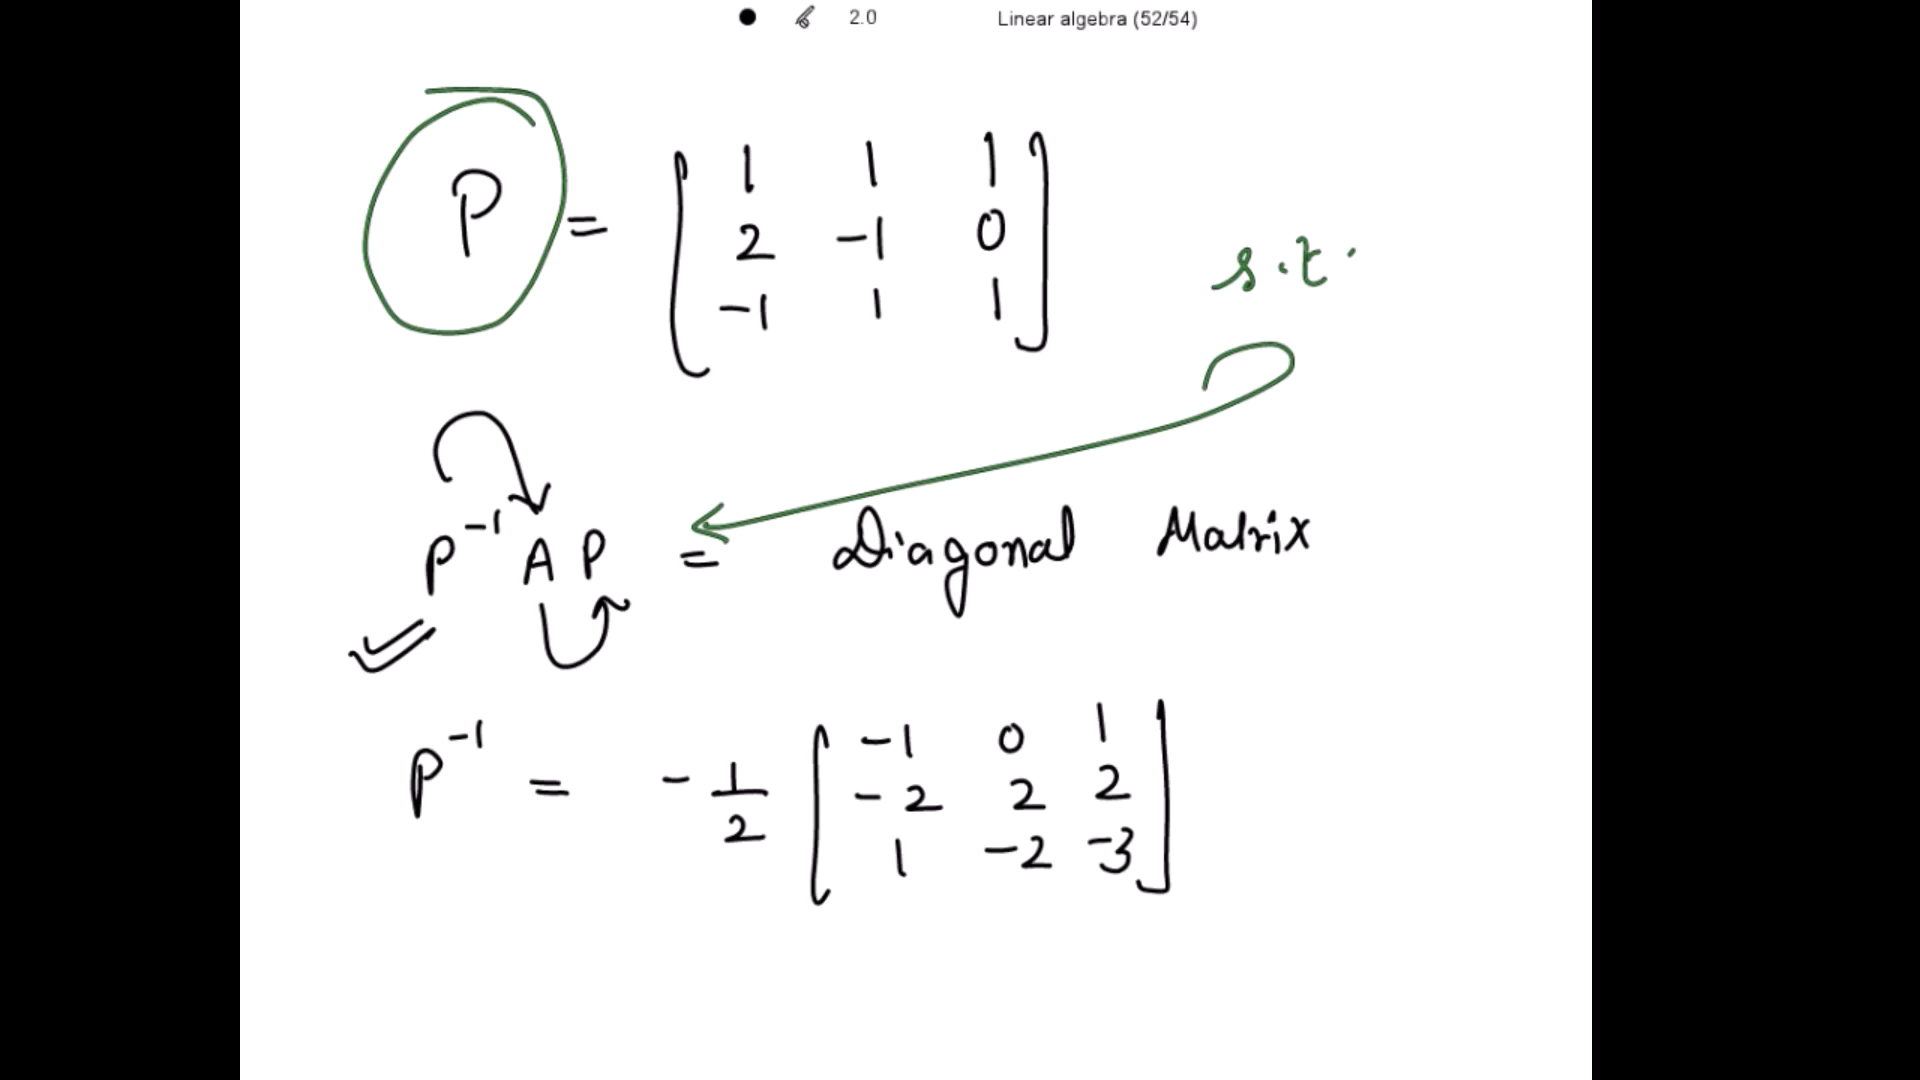 2.0 Linear algebra (52/54)
P = [ 1 1 1
2 -1 0
-1 1 1 ]
s.t.
P⁻¹ A P = Diagonal Matrix
P⁻¹ = - 1/2 [ -1 0 1
-2 2 2
1 -2 -3 ]